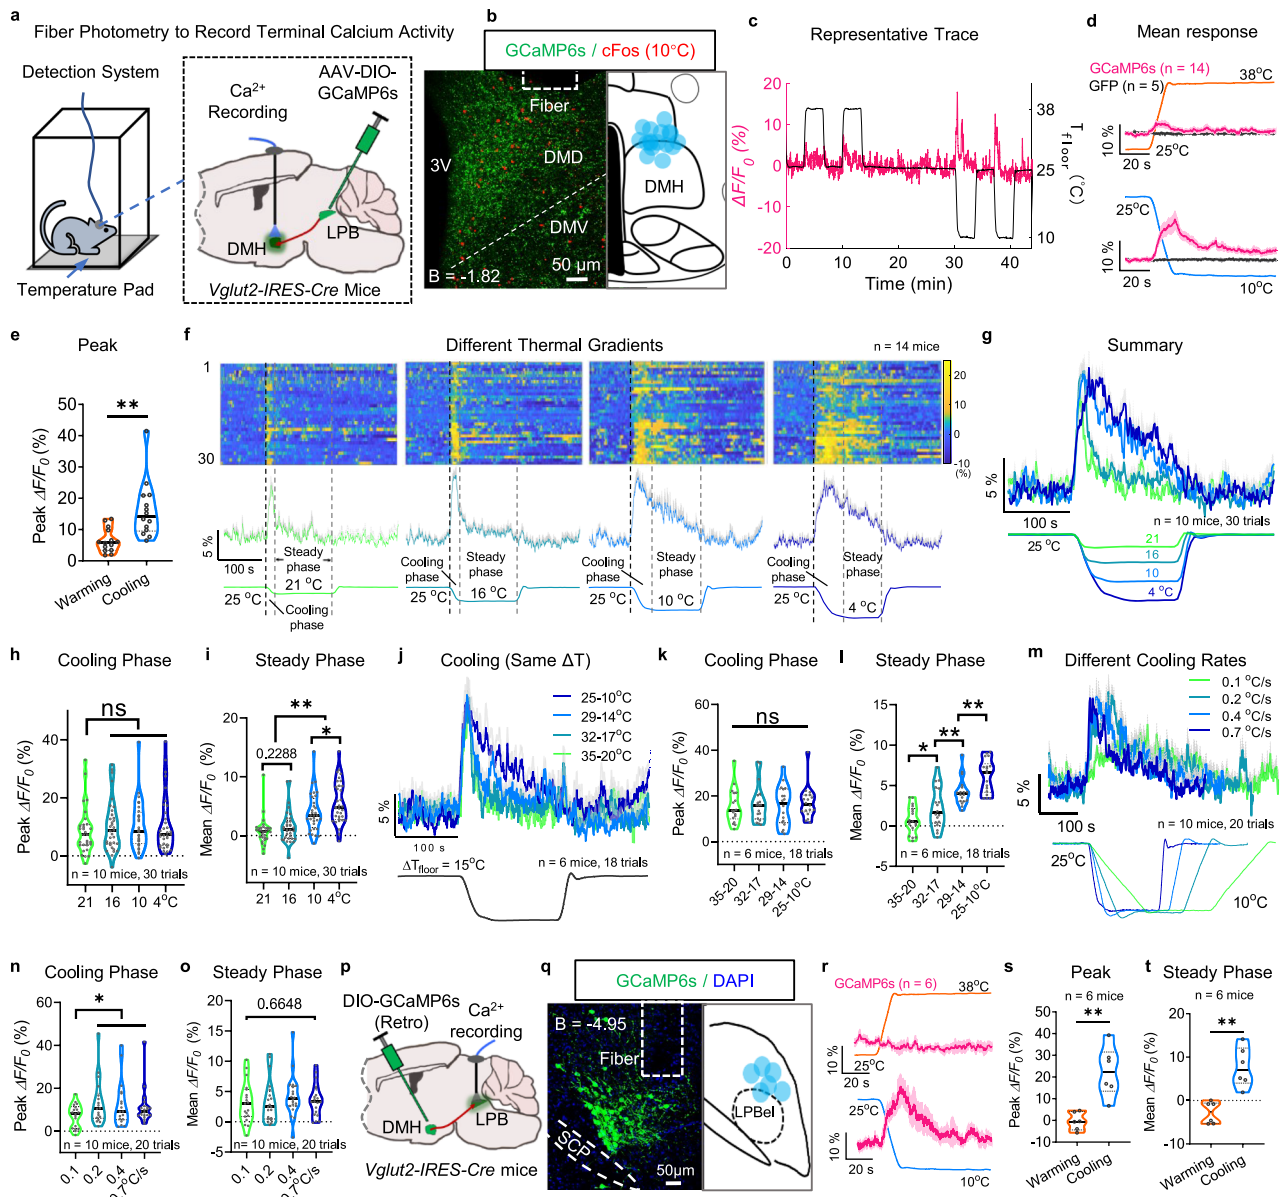 a
Fiber Photometry to Record Terminal Calcium Activity
Detection System
Temperature Pad
Ca²⁺
Recording
AAV-DIO-
GCaMP6s
DMH
LPB
Vglut2-IRES-Cre Mice
b
GCaMP6s / cFos (10°C)
Fiber
3V
DMD
DMV
B = -1.82
50 µm
DMH
c
Representative Trace
ΔF/F₀ (%)
20
10
0
-10
-20
0
10
20
30
40
Time (min)
38
25
10
T floor (°C)
d
Mean response
GCaMP6s (n = 14)
GFP (n = 5)
38°C
10 %
25°C
20 s
25°C
10 %
20 s
10°C
e
Peak
**
Peak ΔF/F₀ (%)
50
40
30
20
10
0
Warming
Cooling
f
Different Thermal Gradients
n = 14 mice
1
30
20
10
0
-10
(%)
5 %
100 s
Steady
phase
21 °C
25 °C
Cooling
phase
Cooling
phase
Steady
phase
25 °C
16 °C
Cooling
phase
Steady
phase
25 °C
10 °C
Cooling
phase
Steady
phase
25 °C
4 °C
g
Summary
5 %
100 s
n = 10 mice, 30 trials
25 °C
21
16
10
4 °C
h
Cooling Phase
ns
Peak ΔF/F₀ (%)
40
20
0
n = 10 mice, 30 trials
21
16
10
4°C
i
Steady Phase
**
0.2288
*
Mean ΔF/F₀ (%)
20
10
0
-10
n = 10 mice, 30 trials
21
16
10
4°C
j
Cooling (Same ΔT)
25-10°C
29-14°C
32-17°C
35-20°C
5 %
100 s
n = 6 mice, 18 trials
ΔTfloor = 15°C
k
Cooling Phase
ns
Peak ΔF/F₀ (%)
60
40
20
0
n = 6 mice, 18 trials
35-20
32-17
29-14
25-10°C
l
Steady Phase
*
**
**
Mean ΔF/F₀ (%)
15
10
5
0
-5
n = 6 mice, 18 trials
35-20
32-17
29-14
25-10°C
m
Different Cooling Rates
0.1 °C/s
0.2 °C/s
0.4 °C/s
0.7 °C/s
5 %
100 s
n = 10 mice, 20 trials
25°C
10°C
n
Cooling Phase
*
Peak ΔF/F₀ (%)
60
40
20
0
n = 10 mice, 20 trials
0.1
0.2
0.4
0.7°C/s
o
Steady Phase
0.6648
Mean ΔF/F₀ (%)
20
15
10
5
0
-5
n= 10 mice, 20 trials
0.1
0.2
0.4
0.7°C/s
p
DIO-GCaMP6s
(Retro)
Ca²⁺
recording
DMH
LPB
Vglut2-IRES-Cre mice
q
GCaMP6s / DAPI
B = -4.95
Fiber
SCP
50µm
LPBel
r
GCaMP6s (n = 6)
38°C
10 %
25°C
20 s
25°C
10 %
20 s
10°C
s
Peak
n = 6 mice
**
Peak ΔF/F₀ (%)
40
30
20
10
0
-10
Warming
Cooling
t
Steady Phase
n = 6 mice
**
Mean ΔF/F₀ (%)
20
10
0
-10
Warming
Cooling